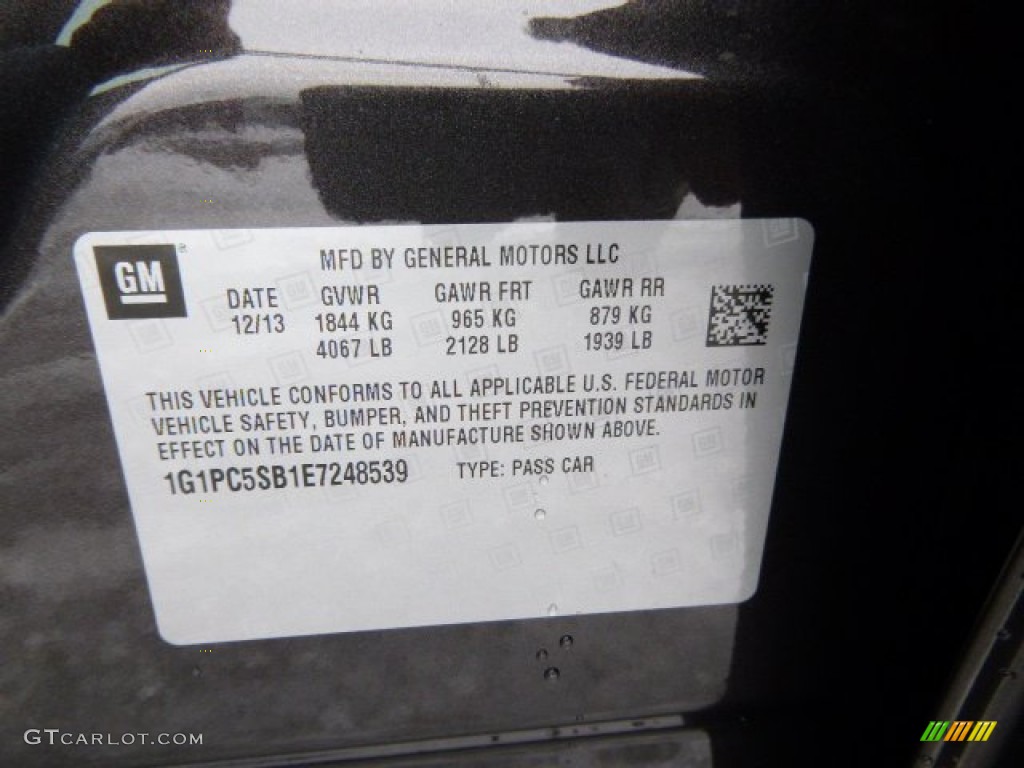 GM
MFD BY GENERAL MOTORS LLC
DATE GVWR GAWR FRT GAWR RR
12/13 1844 KG 965 KG 879 KG
4067 LB 2128 LB 1939 LB
THIS VEHICLE CONFORMS TO ALL APPLICABLE U.S. FEDERAL MOTOR
VEHICLE SAFETY, BUMPER, AND THEFT PREVENTION STANDARDS IN
EFFECT ON THE DATE OF MANUFACTURE SHOWN ABOVE.
1G1PC5SB1E7248539 TYPE: PASS CAR
GTCARLOT.COM